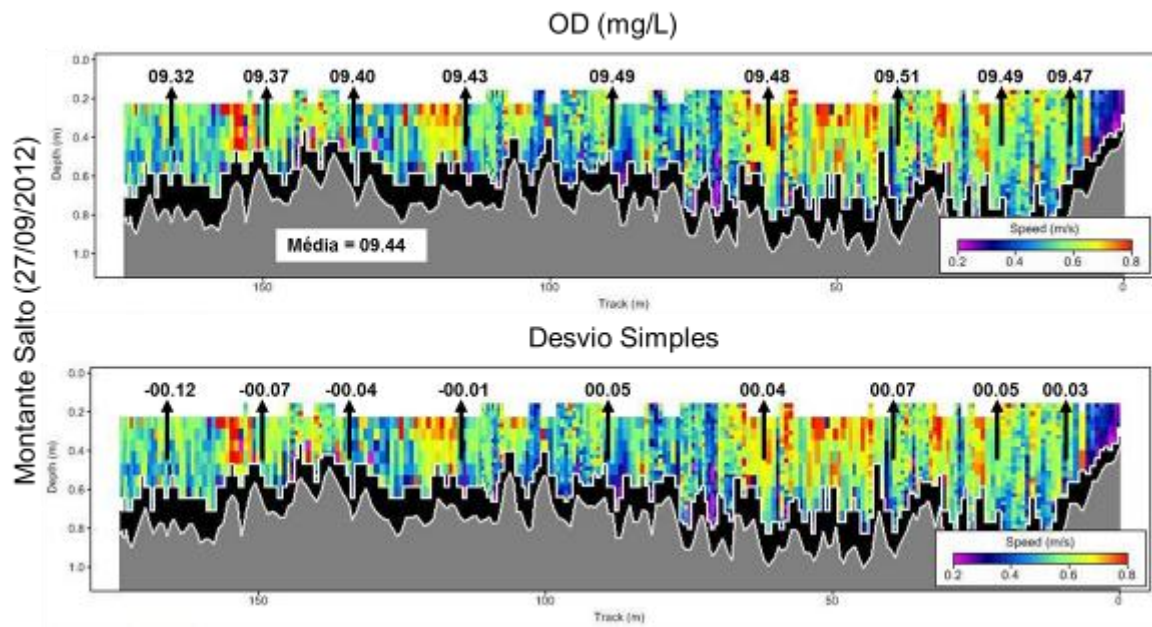 OD (mg/L)
Montante Salto (27/09/2012)
09.32 09.37 09.40 09.43 09.49 09.48 09.51 09.49 09.47
Depth (m)
0.0
0.2
0.4
0.6
0.8
1.0
Média = 09.44
Speed (m/s)
0.2 0.4 0.6 0.8
150 100 50 0
Track (m)
Desvio Simples
-00.12 -00.07 -00.04 -00.01 00.05 00.04 00.07 00.05 00.03
Depth (m)
0.0
0.2
0.4
0.6
0.8
1.0
Speed (m/s)
0.2 0.4 0.6 0.8
150 100 50 0
Track (m)